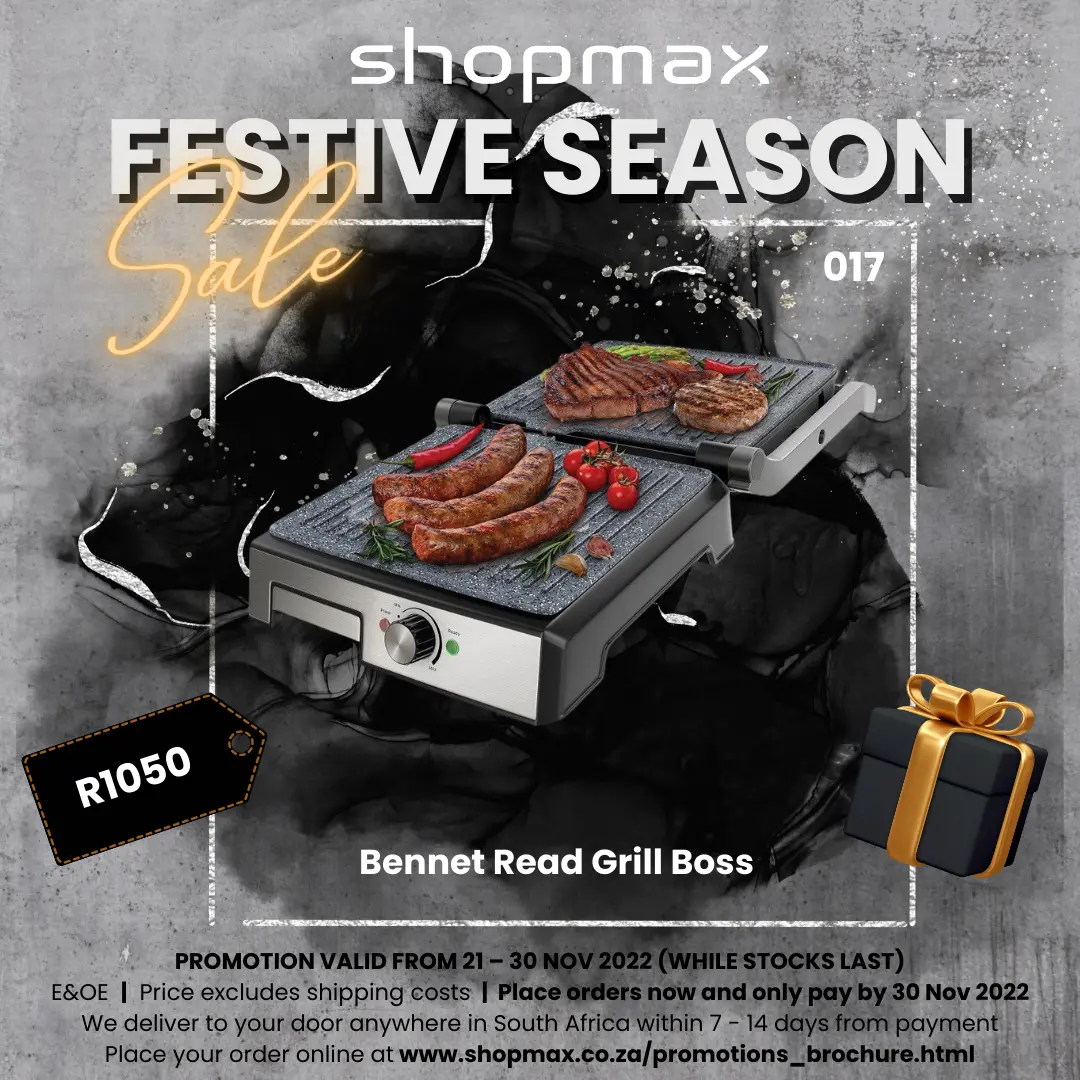 shopmax
FESTIVE SEASON
Sale
017
R1050
Bennet Read Grill Boss
PROMOTION VALID FROM 21 – 30 NOV 2022 (WHILE STOCKS LAST)
E&OE | Price excludes shipping costs | Place orders now and only pay by 30 Nov 2022
We deliver to your door anywhere in South Africa within 7 - 14 days from payment
Place your order online at www.shopmax.co.za/promotions_brochure.html